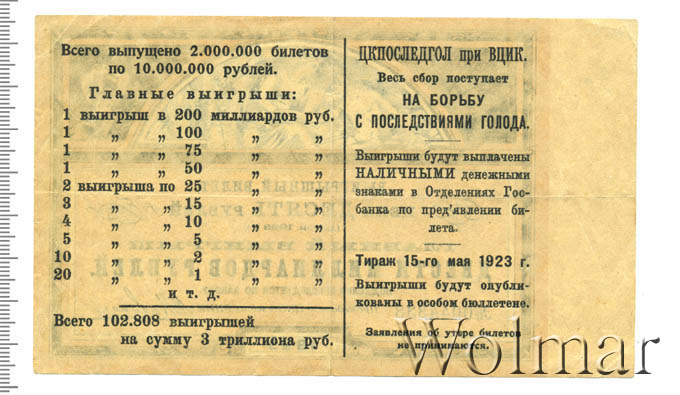 Всего выпущено 2.000.000 билетов
по 10.000.000 рублей.
Главные выигрыши:
1 выигрыш в 200 миллиардов руб.
1 „ „ 100 „ „
1 „ „ 75 „ „
1 „ „ 50 „ „
2 выигрыша по 25 „ „
3 „ „ 15 „ „
4 „ „ 10 „ „
5 „ „ 5 „ „
10 „ „ 2 „ „
20 „ „ 1 „ „
и т. д.
Всего 102.808 выигрышей
на сумму 3 триллиона руб.
ЦКПОСЛЕДГОЛ при ВЦИК.
Весь сбор поступает
НА БОРЬБУ
С ПОСЛЕДСТВИЯМИ ГОЛОДА.
Выигрыши будут выплачены
НАЛИЧНЫМИ денежными
знаками в Отделениях Гос-
банка по пред'явлении би-
лета.
Тираж 15-го мая 1923 г.
Выигрыши будут опубли-
кованы в особом бюллетене.
Заявления об утере билетов
не принимаются.
Wolmar